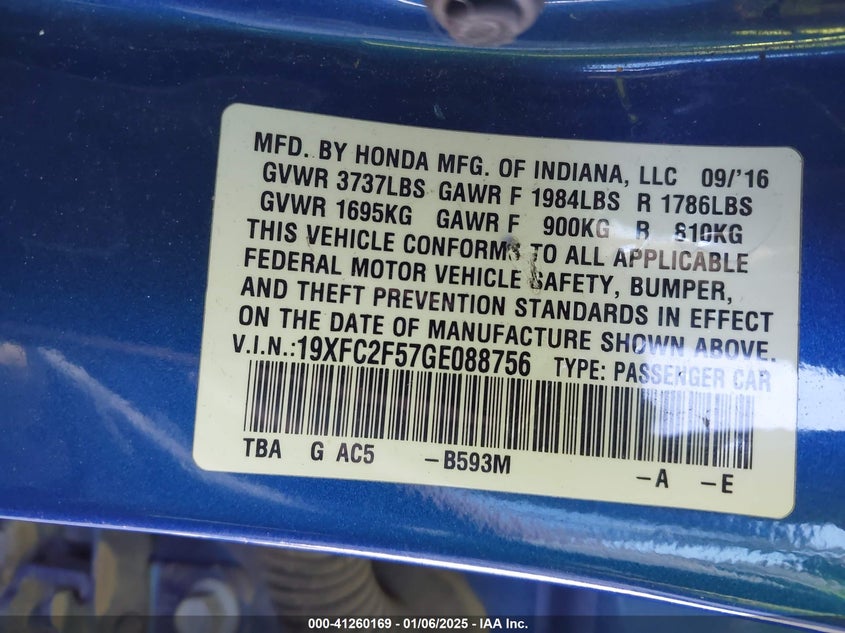 MFD. BY HONDA MFG. OF INDIANA, LLC 09/'16
GVWR 3737LBS GAWR F 1984LBS R 1786LBS
GVWR 1695KG GAWR F 900KG R 810KG
THIS VEHICLE CONFORMS TO ALL APPLICABLE
FEDERAL MOTOR VEHICLE SAFETY, BUMPER,
AND THEFT PREVENTION STANDARDS IN EFFECT
ON THE DATE OF MANUFACTURE SHOWN ABOVE.
V.I.N.:19XFC2F57GE088756 TYPE: PASSENGER CAR
TBA G AC5 -B593M -A -E
000-41260169 - 01/06/2025 - IAA Inc.